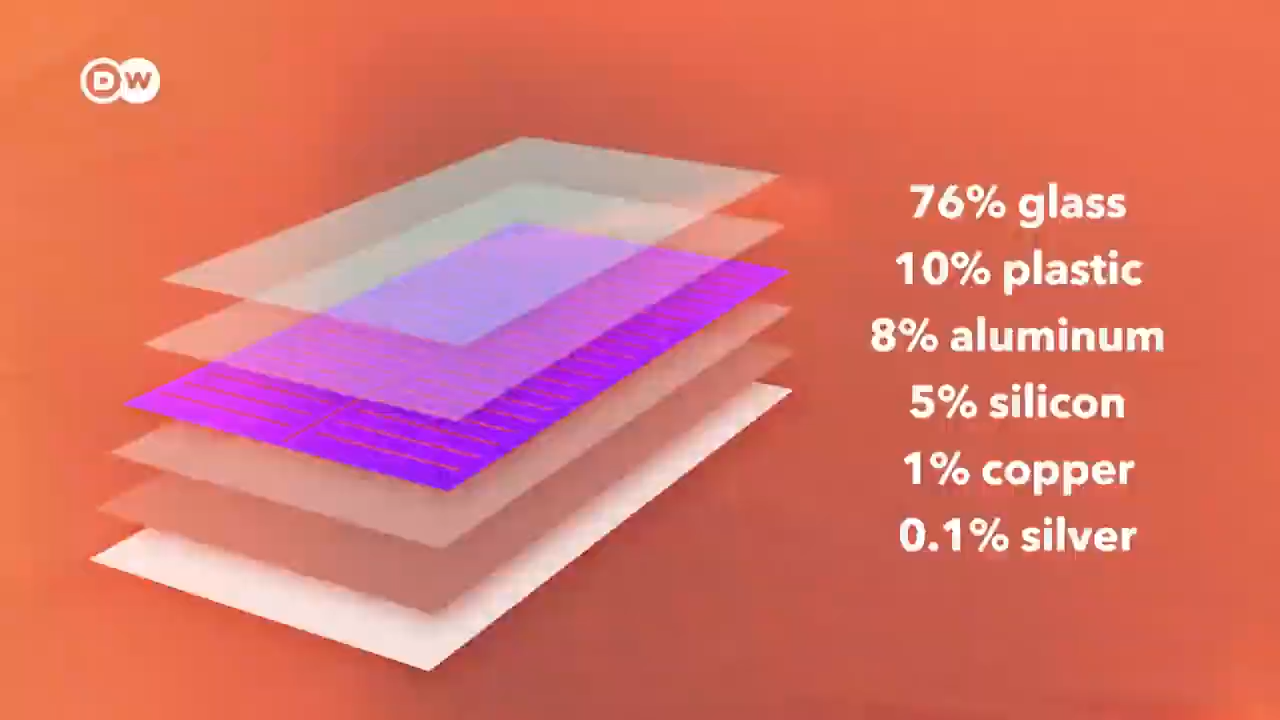 DW
76% glass
10% plastic
8% aluminum
5% silicon
1% copper
0.1% silver